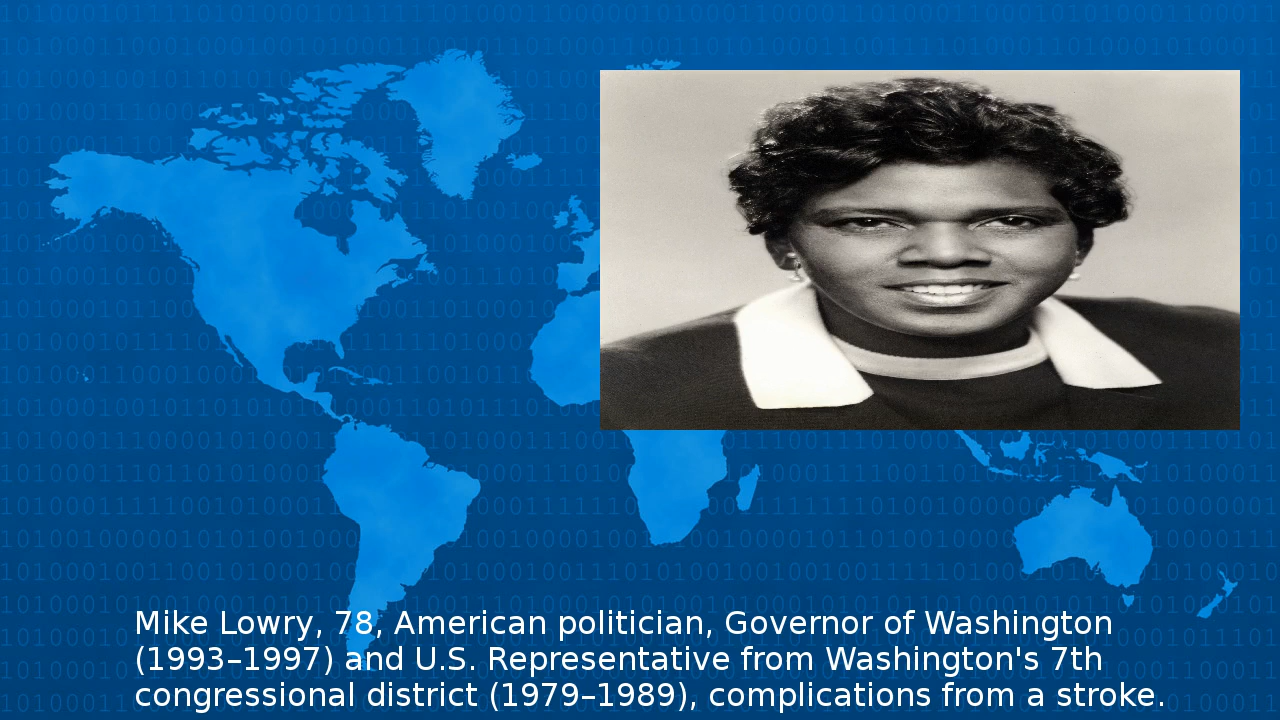 Mike Lowry, 78, American politician, Governor of Washington
(1993–1997) and U.S. Representative from Washington's 7th
congressional district (1979–1989), complications from a stroke.